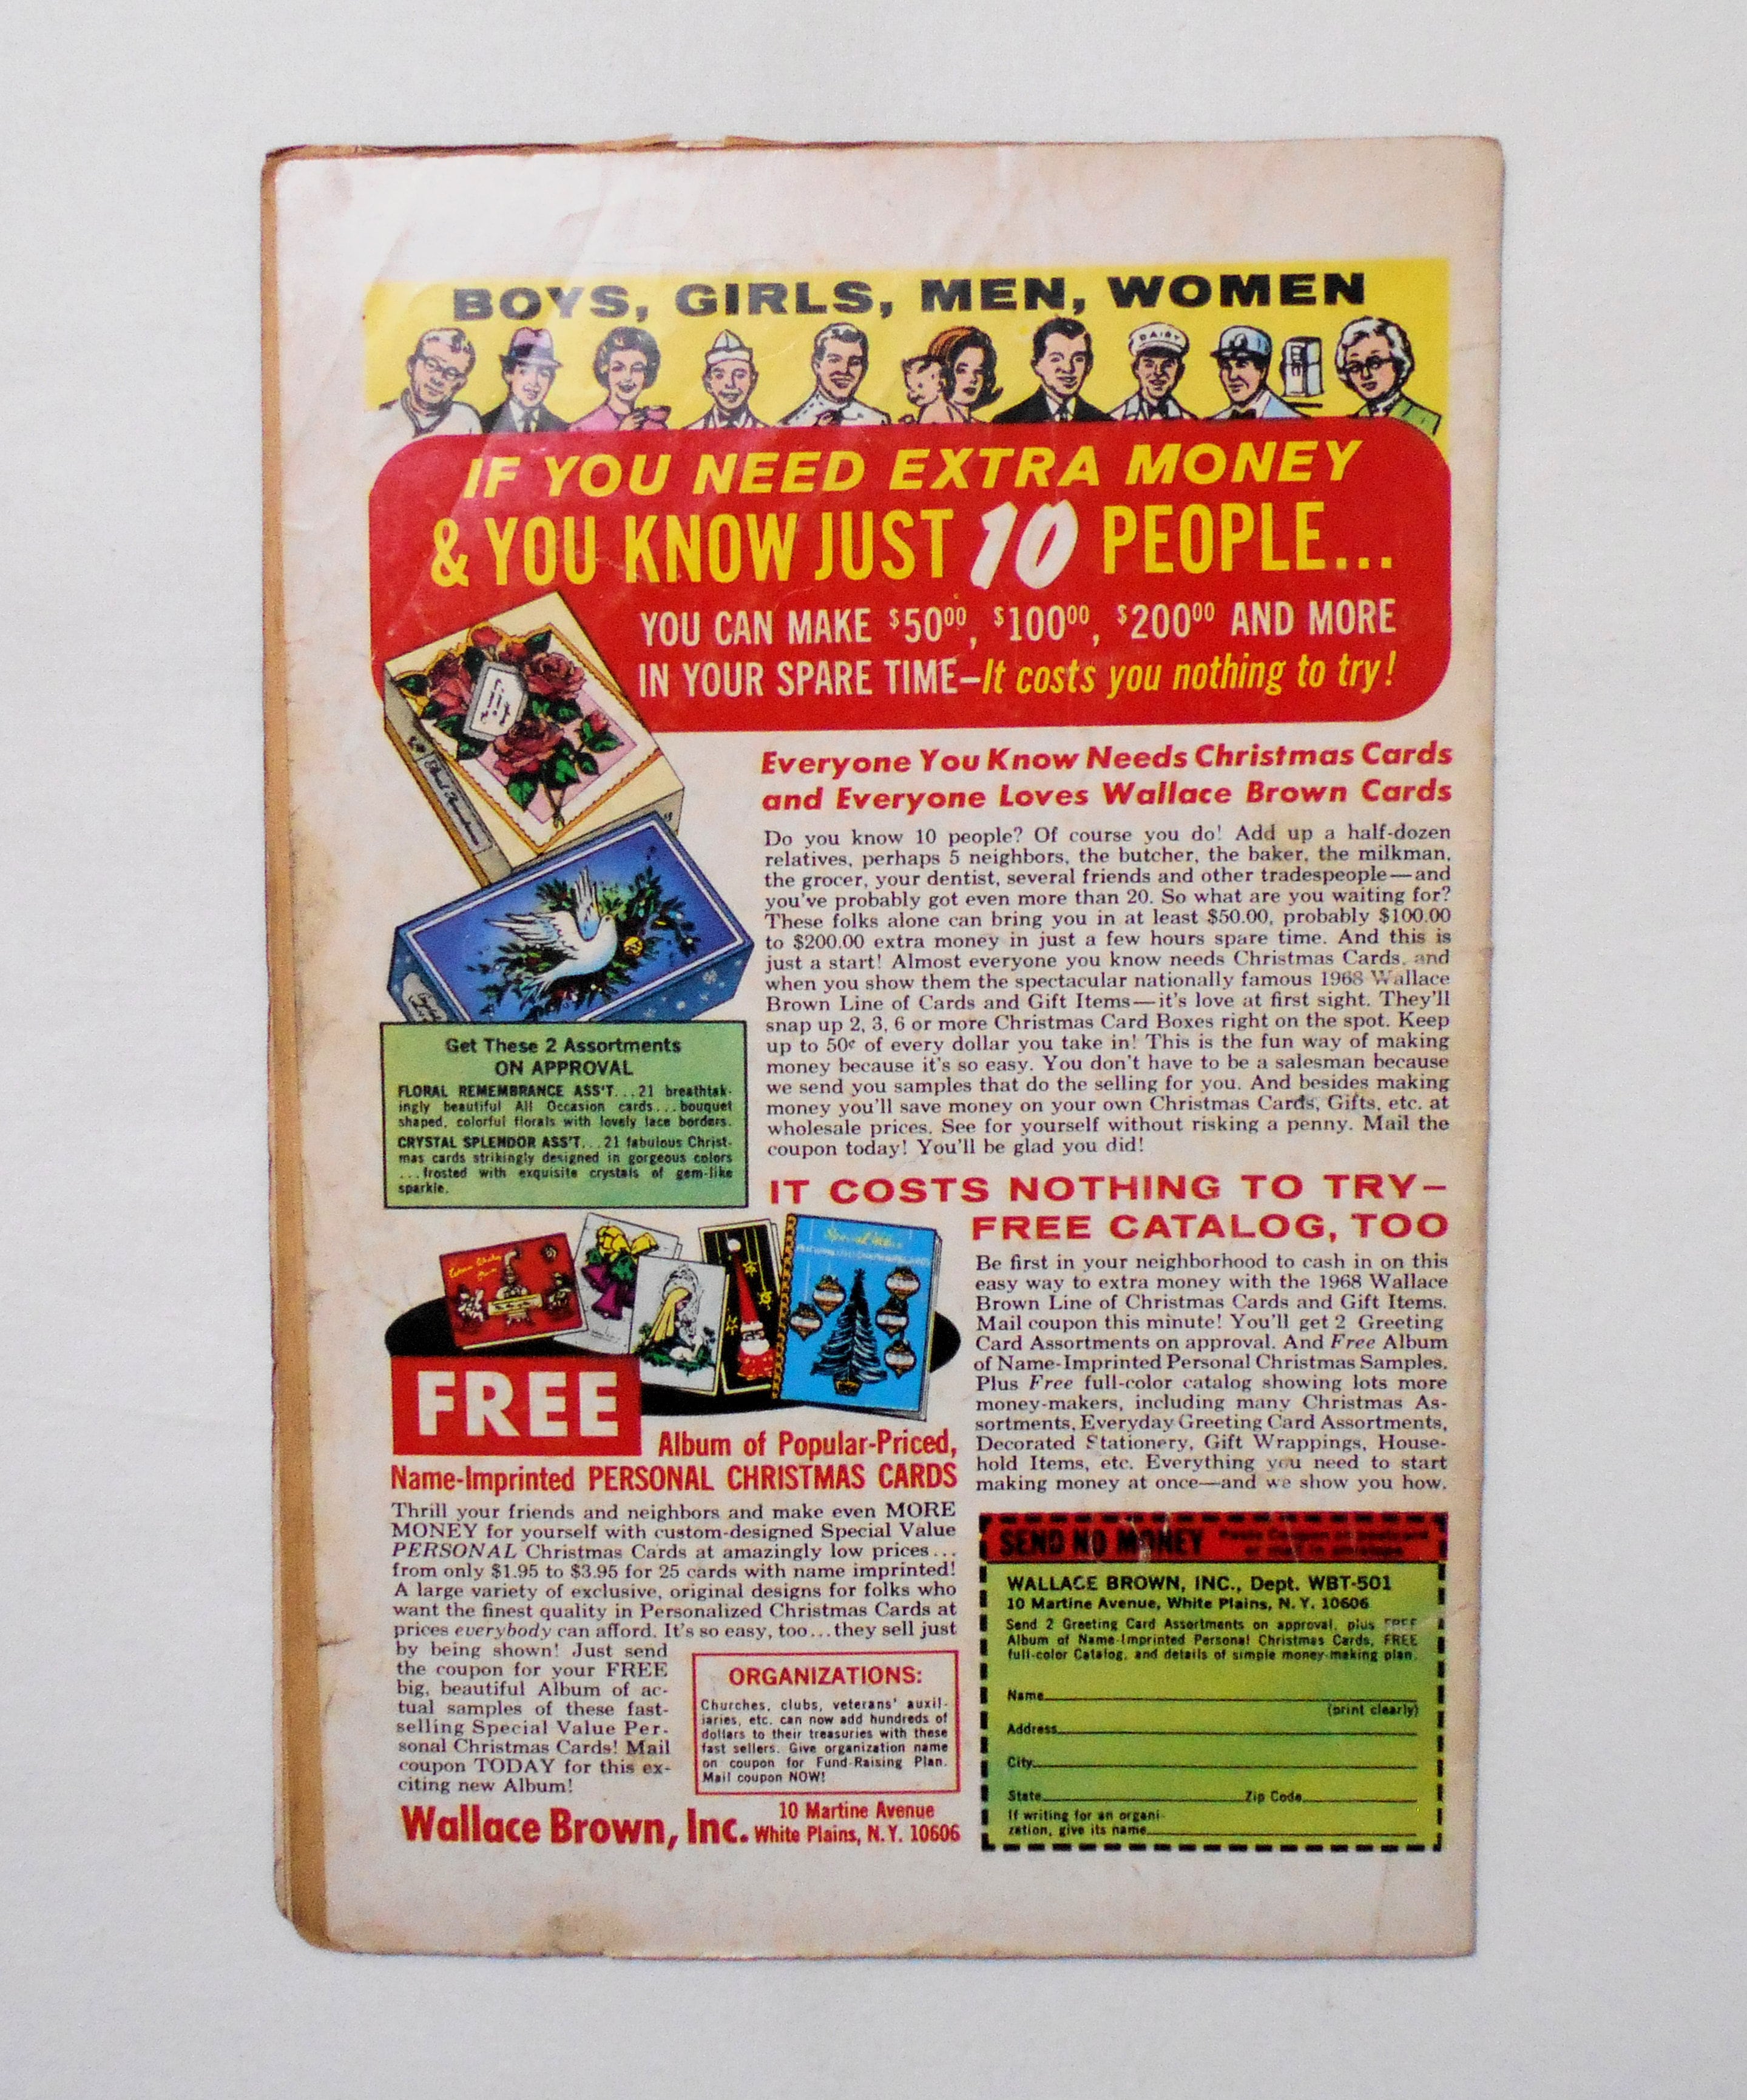 BOYS, GIRLS, MEN, WOMEN
DAIRY
IF YOU NEED EXTRA MONEY
& YOU KNOW JUST 10 PEOPLE...
YOU CAN MAKE $50⁰⁰, $100⁰⁰, $200⁰⁰ AND MORE
IN YOUR SPARE TIME–It costs you nothing to try!
Everyone You Know Needs Christmas Cards
and Everyone Loves Wallace Brown Cards
Do you know 10 people? Of course you do! Add up a half-dozen
relatives, perhaps 5 neighbors, the butcher, the baker, the milkman,
the grocer, your dentist, several friends and other tradespeople—and
you've probably got even more than 20. So what are you waiting for?
These folks alone can bring you in at least $50.00, probably $100.00
to $200.00 extra money in just a few hours spare time. And this is
just a start! Almost everyone you know needs Christmas Cards, and
when you show them the spectacular nationally famous 1968 Wallace
Brown Line of Cards and Gift Items—it's love at first sight. They'll
snap up 2, 3, 6 or more Christmas Card Boxes right on the spot. Keep
up to 50¢ of every dollar you take in! This is the fun way of making
money because it's so easy. You don't have to be a salesman because
we send you samples that do the selling for you. And besides making
money you'll save money on your own Christmas Cards, Gifts, etc. at
wholesale prices. See for yourself without risking a penny. Mail the
coupon today! You'll be glad you did!
Get These 2 Assortments
ON APPROVAL
FLORAL REMEMBRANCE ASS'T...21 breathtak-
ingly beautiful All Occasion cards...bouquet
shaped, colorful florals with lovely lace borders.
CRYSTAL SPLENDOR ASS'T...21 fabulous Christ-
mas cards strikingly designed in gorgeous colors
...frosted with exquisite crystals of gem-like
sparkle.
IT COSTS NOTHING TO TRY–
FREE CATALOG, TOO
Be first in your neighborhood to cash in on this
easy way to extra money with the 1968 Wallace
Brown Line of Christmas Cards and Gift Items.
Mail coupon this minute! You'll get 2 Greeting
Card Assortments on approval. And Free Album
of Name-Imprinted Personal Christmas Samples.
Plus Free full-color catalog showing lots more
money-makers, including many Christmas As-
sortments, Everyday Greeting Card Assortments,
Decorated Stationery, Gift Wrappings, House-
hold Items, etc. Everything you need to start
making money at once—and we show you how.
FREE
Album of Popular-Priced,
Name-Imprinted PERSONAL CHRISTMAS CARDS
Thrill your friends and neighbors and make even MORE
MONEY for yourself with custom-designed Special Value
PERSONAL Christmas Cards at amazingly low prices...
from only $1.95 to $3.95 for 25 cards with name imprinted!
A large variety of exclusive, original designs for folks who
want the finest quality in Personalized Christmas Cards at
prices everybody can afford. It's so easy, too...they sell just
by being shown! Just send
the coupon for your FREE
big, beautiful Album of ac-
tual samples of these fast-
selling Special Value Per-
sonal Christmas Cards! Mail
coupon TODAY for this ex-
citing new Album!
ORGANIZATIONS:
Churches, clubs, veterans' auxil-
iaries, etc. can now add hundreds of
dollars to their treasuries with these
fast sellers. Give organization name
on coupon for Fund-Raising Plan.
Mail coupon NOW!
Wallace Brown, Inc. 10 Martine Avenue
White Plains, N.Y. 10606
SEND NO MONEY
WALLACE BROWN, INC., Dept. WBT-501
10 Martine Avenue, White Plains, N. Y. 10606
Send 2 Greeting Card Assortments on approval, plus FREE
Album of Name-Imprinted Personal Christmas Cards, FREE
full-color Catalog, and details of simple money-making plan.
Name
(print clearly)
Address
City
State Zip Code
If writing for an organi-
zation, give its name